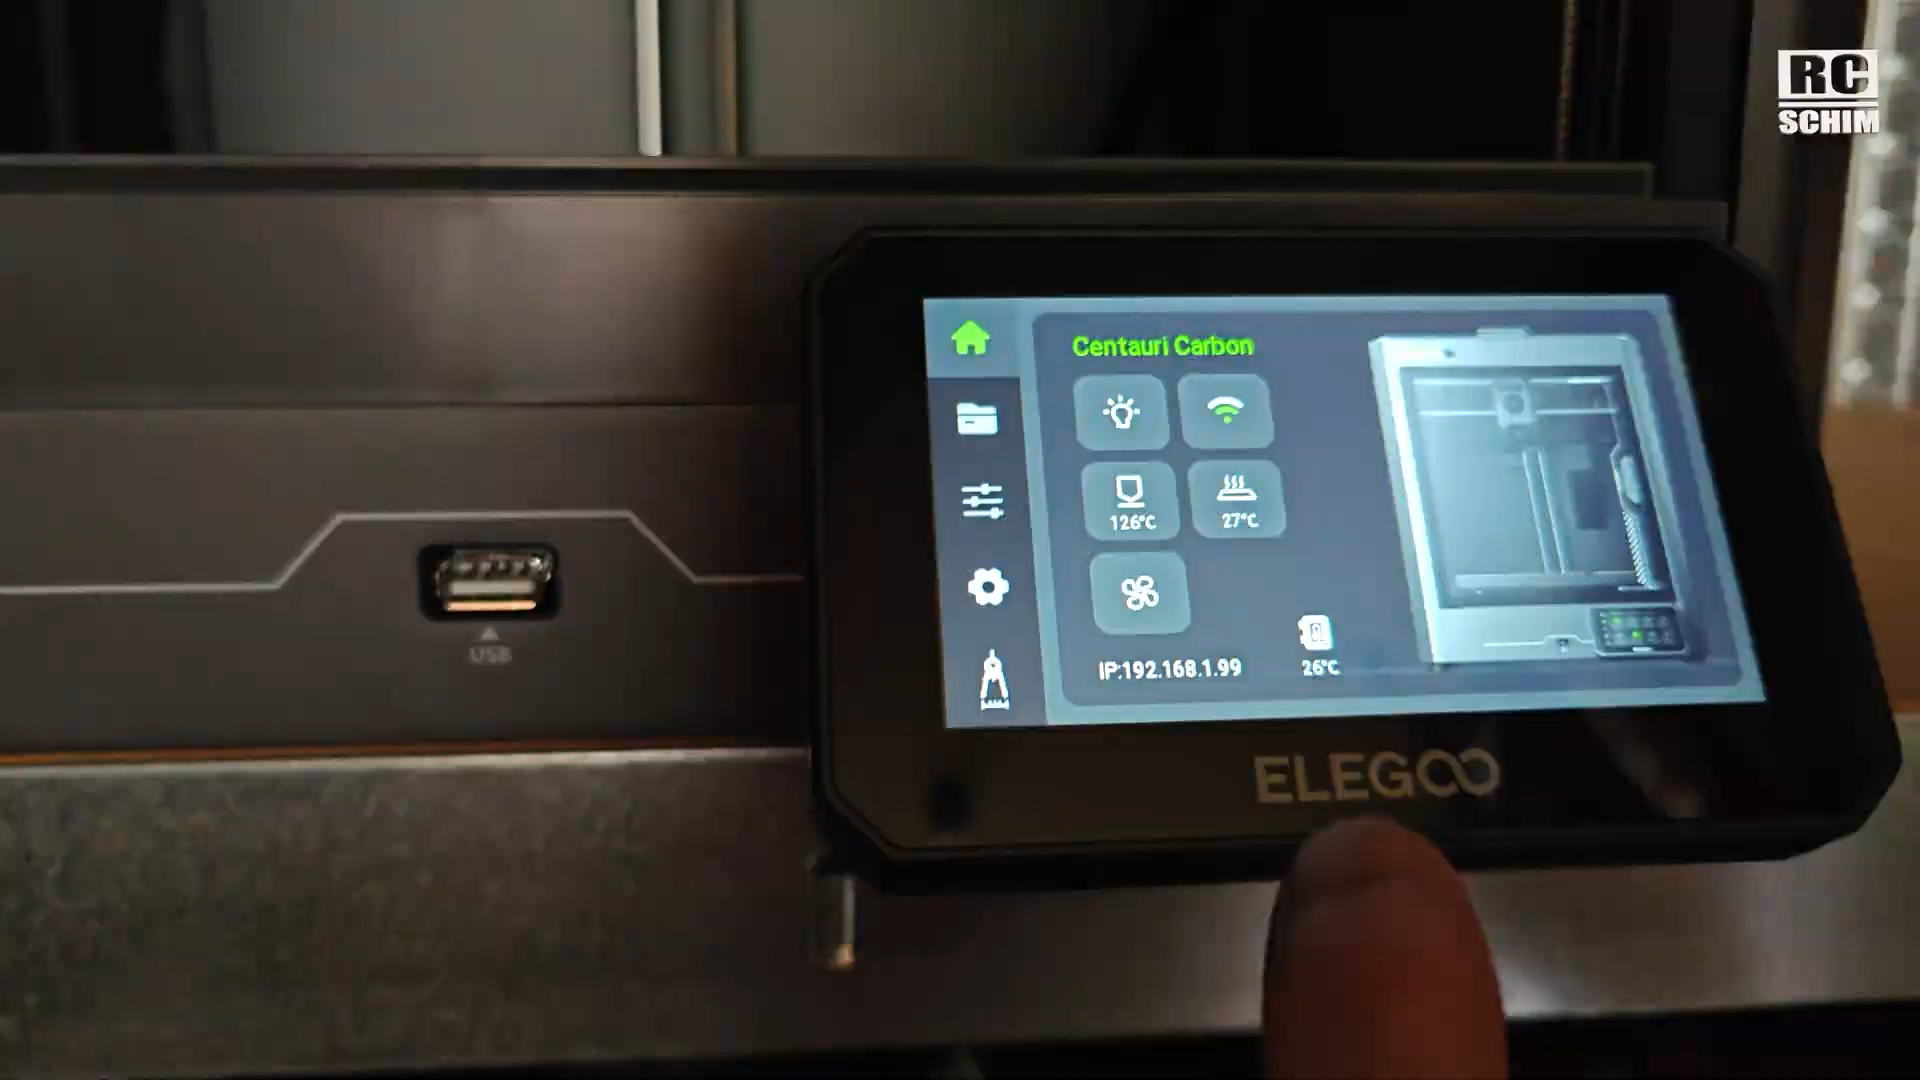 RC
SCHIM
Centauri Carbon
126°C
27°C
IP:192.168.1.99
26°C
USB
ELEGOO